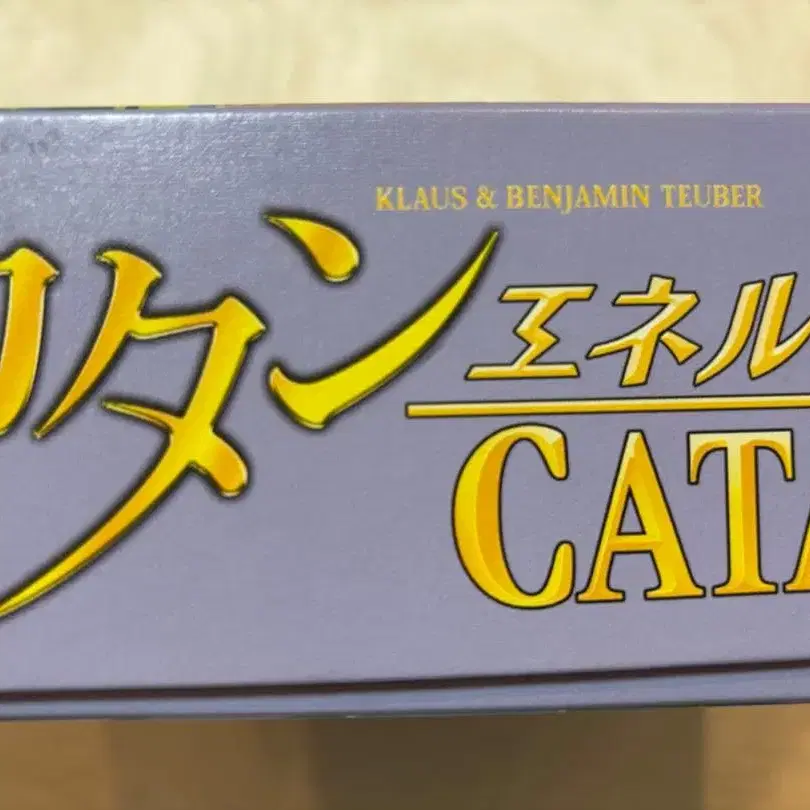 KLAUS & BENJAMIN TEUBER
タン
エネル
CATA